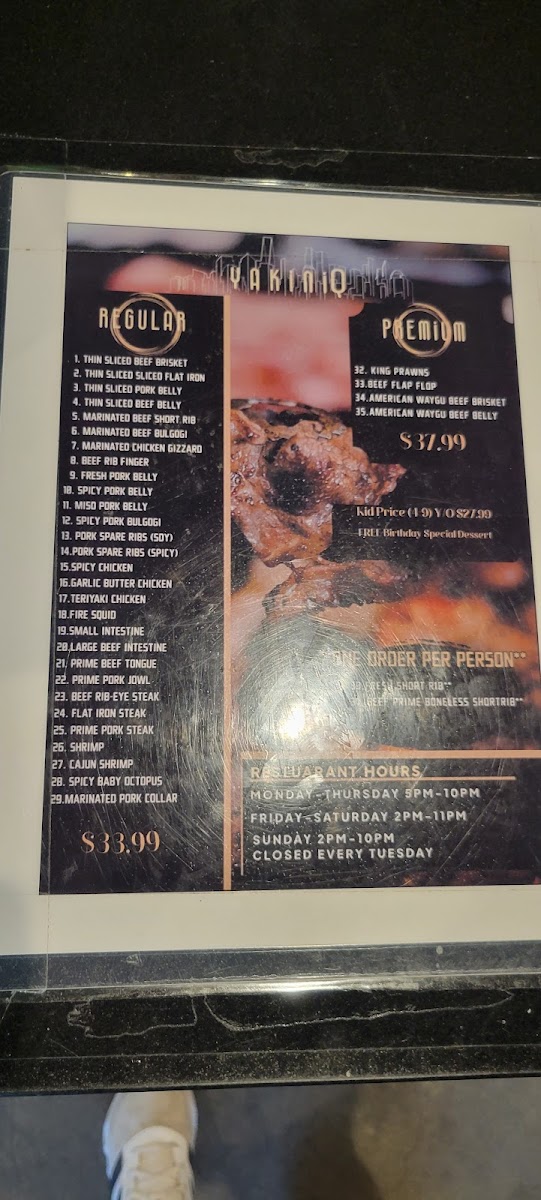 YAKINIQ
REGULAR
1. THIN SLICED BEEF BRISKET
2. THIN SLICED SLICED FLAT IRON
3. THIN SLICED PORK BELLY
4. THIN SLICED BEEF BELLY
5. MARINATED BEEF SHORT RIB
6. MARINATED BEEF BULGOGI
7. MARINATED CHICKEN GIZZARD
8. BEEF RIB FINGER
9. FRESH PORK BELLY
10. SPICY PORK BELLY
11. MISO PORK BELLY
12. SPICY PORK BULGOGI
13. PORK SPARE RIBS (SOY)
14.PORK SPARE RIBS (SPICY)
15.SPICY CHICKEN
16.GARLIC BUTTER CHICKEN
17.TERIYAKI CHICKEN
18.FIRE SQUID
19.SMALL INTESTINE
20.LARGE BEEF INTESTINE
21. PRIME BEEF TONGUE
22. PRIME PORK JOWL
23. BEEF RIB-EYE STEAK
24. FLAT IRON STEAK
25. PRIME PORK STEAK
26. SHRIMP
27. CAJUN SHRIMP
28. SPICY BABY OCTOPUS
29.MARINATED PORK COLLAR
$33.99
PREMIUM
32. KING PRAWNS
33.BEEF FLAP FLOP
34.AMERICAN WAYGU BEEF BRISKET
35.AMERICAN WAYGU BEEF BELLY
$37.99
Kid Price (4-9) Y/O $27.99
FREE Birthday Special Dessert
**ONE ORDER PER PERSON**
FRESH SHORT RIB**
BEEF PRIME BONELESS SHORTRIB**
RESTUARANT HOURS
MONDAY-THURSDAY 5PM-10PM
FRIDAY-SATURDAY 2PM-11PM
SUNDAY 2PM-10PM
CLOSED EVERY TUESDAY